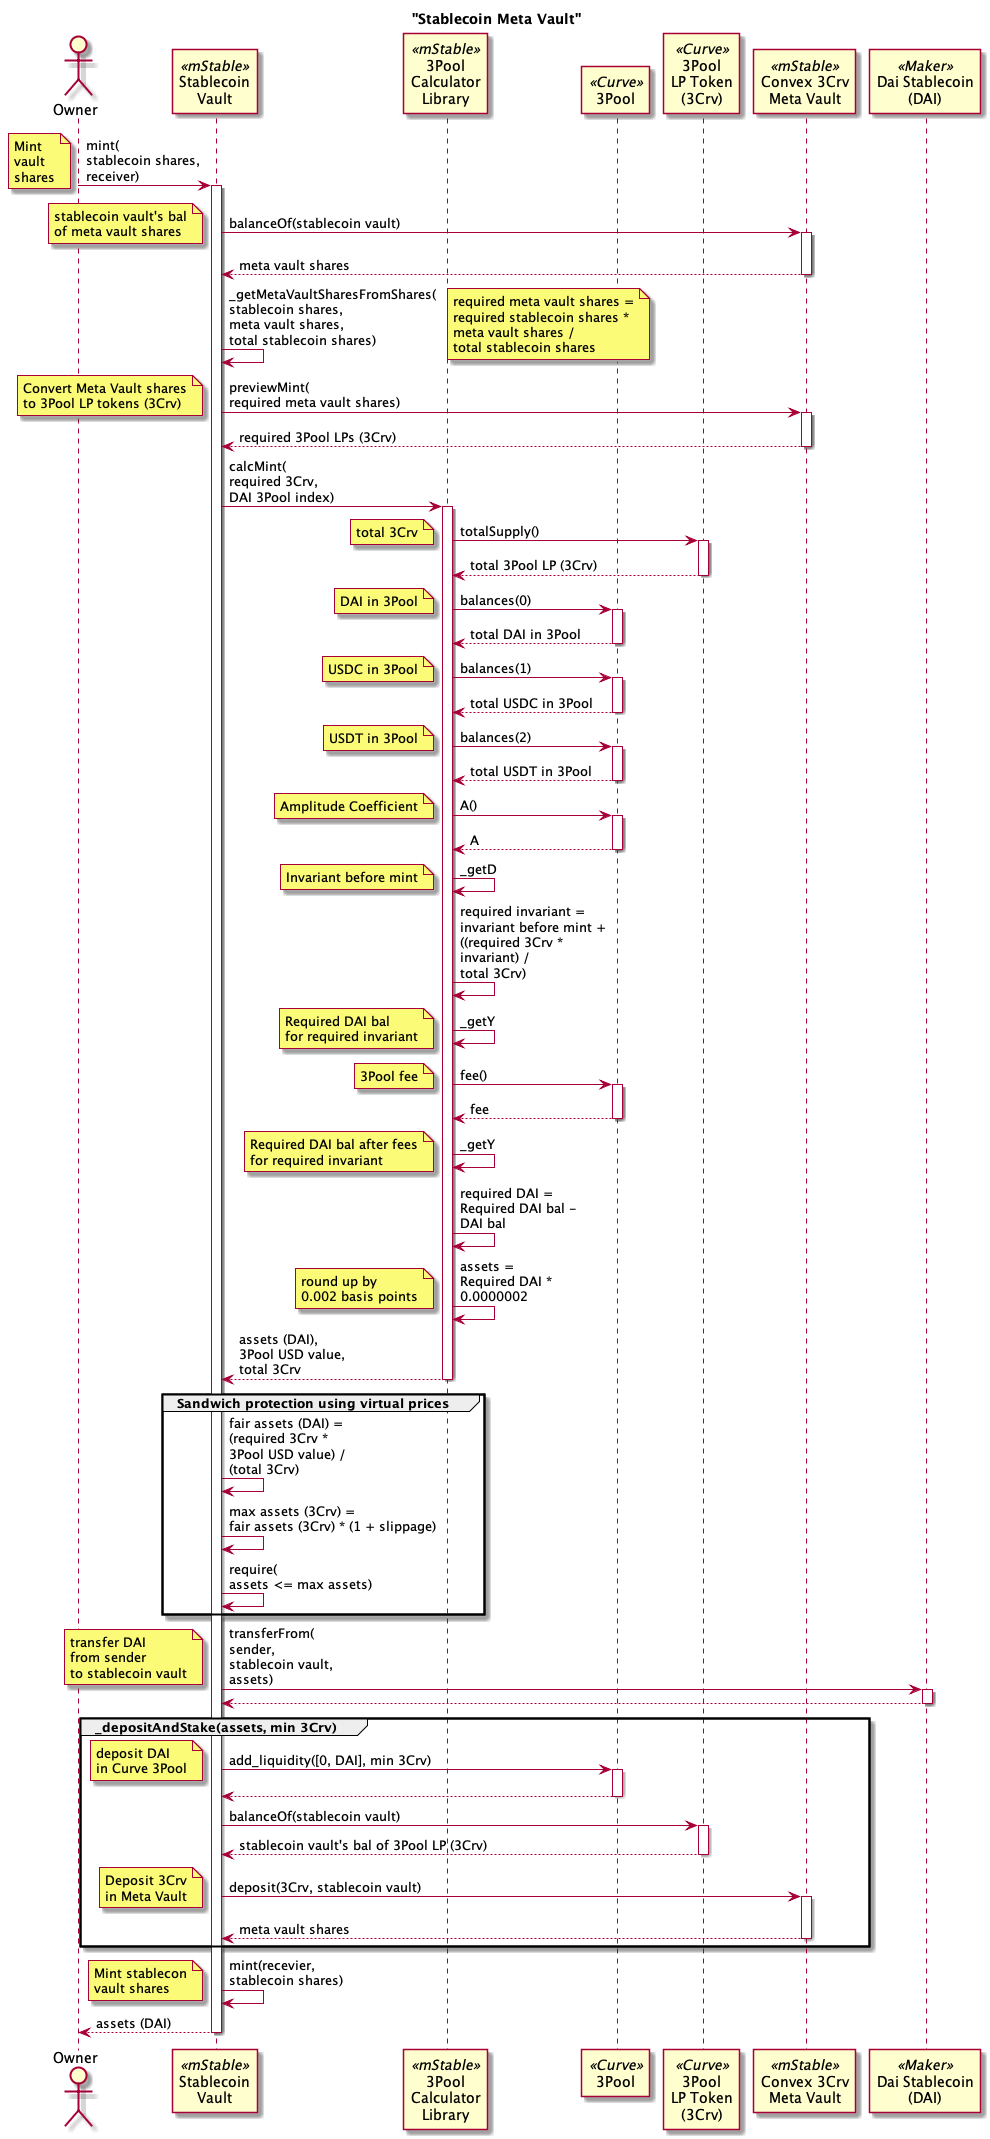 "Stablecoin Meta Vault"
Owner
«mStable»
Stablecoin
Vault
«mStable»
3Pool
Calculator
Library
«Curve»
3Pool
«Curve»
3Pool
LP Token
(3Crv)
«mStable»
Convex 3Crv
Meta Vault
«Maker»
Dai Stablecoin
(DAI)
Mint
vault
shares
mint(
stablecoin shares,
receiver)
stablecoin vault's bal
of meta vault shares
balanceOf(stablecoin vault)
meta vault shares
_getMetaVaultSharesFromShares(
stablecoin shares,
meta vault shares,
total stablecoin shares)
required meta vault shares =
required stablecoin shares *
meta vault shares /
total stablecoin shares
Convert Meta Vault shares
to 3Pool LP tokens (3Crv)
previewMint(
required meta vault shares)
required 3Pool LPs (3Crv)
calcMint(
required 3Crv,
DAI 3Pool index)
total 3Crv
totalSupply()
total 3Pool LP (3Crv)
DAI in 3Pool
balances(0)
total DAI in 3Pool
USDC in 3Pool
balances(1)
total USDC in 3Pool
USDT in 3Pool
balances(2)
total USDT in 3Pool
Amplitude Coefficient
A()
A
Invariant before mint
_getD
required invariant =
invariant before mint +
((required 3Crv *
invariant) /
total 3Crv)
Required DAI bal
for required invariant
_getY
3Pool fee
fee()
fee
Required DAI bal after fees
for required invariant
_getY
required DAI =
Required DAI bal -
DAI bal
round up by
0.002 basis points
assets =
Required DAI *
0.0000002
assets (DAI),
3Pool USD value,
total 3Crv
Sandwich protection using virtual prices
fair assets (DAI) =
(required 3Crv *
3Pool USD value) /
(total 3Crv)
max assets (3Crv) =
fair assets (3Crv) * (1 + slippage)
require(
assets <= max assets)
transfer DAI
from sender
to stablecoin vault
transferFrom(
sender,
stablecoin vault,
assets)
_depositAndStake(assets, min 3Crv)
deposit DAI
in Curve 3Pool
add_liquidity([0, DAI], min 3Crv)
balanceOf(stablecoin vault)
stablecoin vault's bal of 3Pool LP (3Crv)
Deposit 3Crv
in Meta Vault
deposit(3Crv, stablecoin vault)
meta vault shares
Mint stablecon
vault shares
mint(recevier,
stablecoin shares)
assets (DAI)
Owner
«mStable»
Stablecoin
Vault
«mStable»
3Pool
Calculator
Library
«Curve»
3Pool
«Curve»
3Pool
LP Token
(3Crv)
«mStable»
Convex 3Crv
Meta Vault
«Maker»
Dai Stablecoin
(DAI)